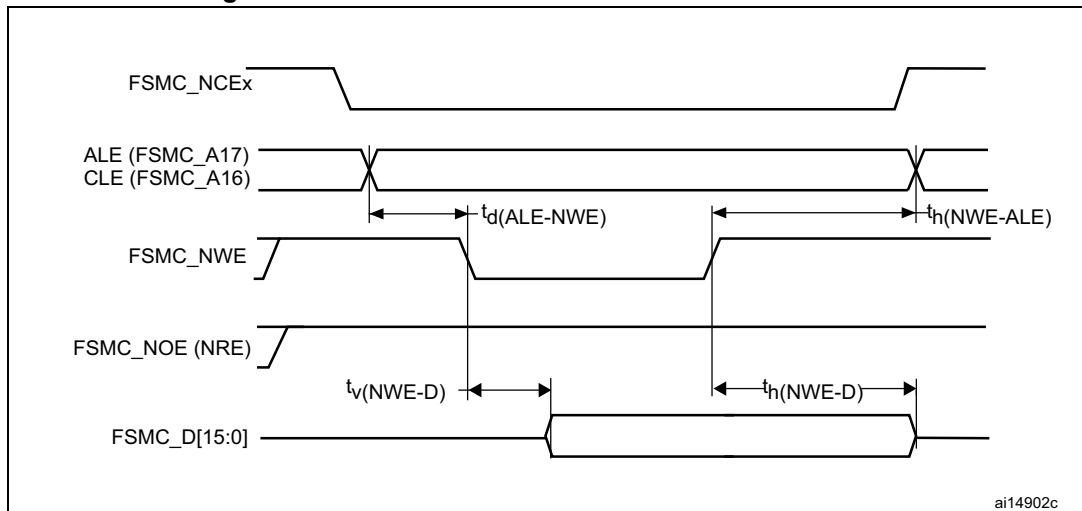 FSMC_NCEx
ALE (FSMC_A17)
CLE (FSMC_A16)
td(ALE-NWE)
th(NWE-ALE)
FSMC_NWE
FSMC_NOE (NRE)
tv(NWE-D)
th(NWE-D)
FSMC_D[15:0]
ai14902c